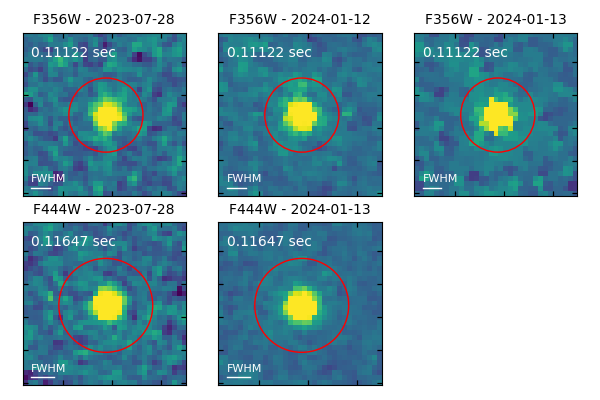 F356W - 2023-07-28
0.11122 sec
FWHM
F356W - 2024-01-12
0.11122 sec
FWHM
F356W - 2024-01-13
0.11122 sec
FWHM
F444W - 2023-07-28
0.11647 sec
FWHM
F444W - 2024-01-13
0.11647 sec
FWHM